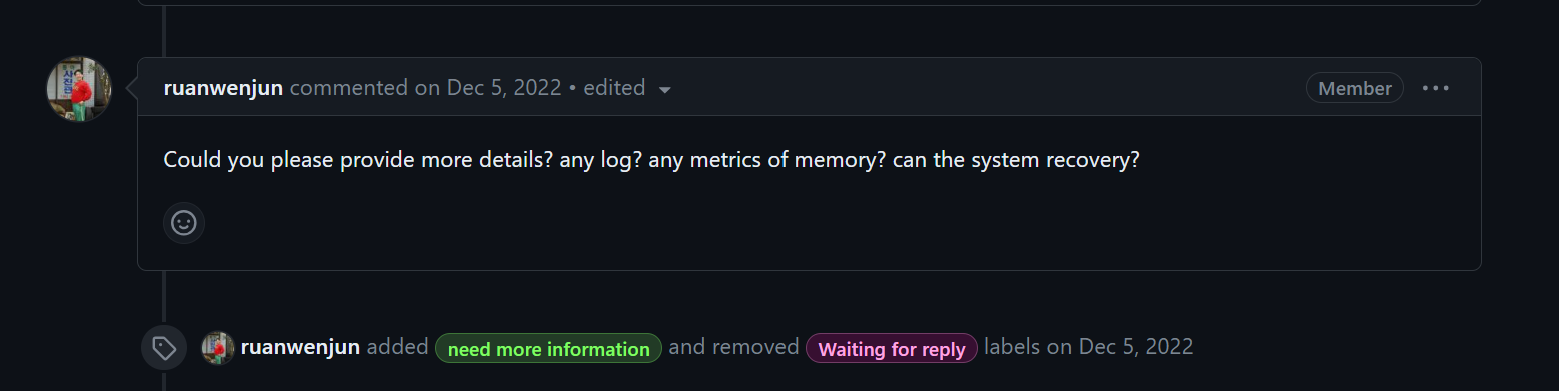 ruanwenjun commented on Dec 5, 2022 • edited Member
Could you please provide more details? any log? any metrics of memory? can the system recovery?
ruanwenjun added need more information and removed Waiting for reply labels on Dec 5, 2022